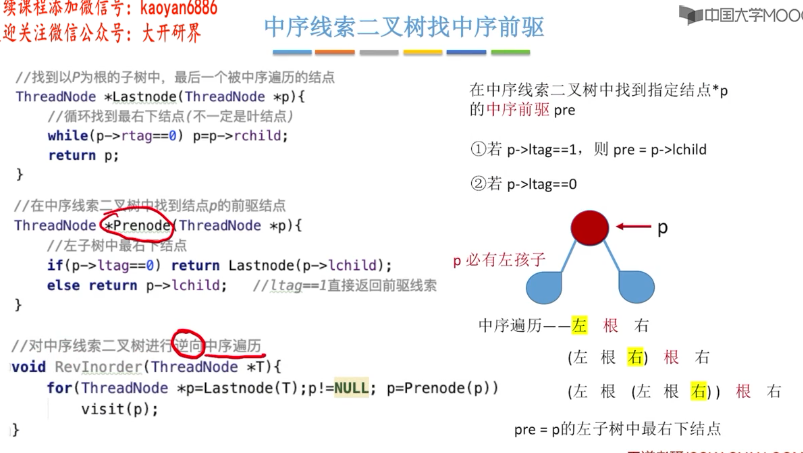 续课程添加微信号：kaoyan6886
迎关注微信公众号：大开研界
中序线索二叉树找中序前驱
中国大学MOOC
//找到以P为根的子树中，最后一个被中序遍历的结点
ThreadNode *Lastnode(ThreadNode *p){
//循环找到最右下结点(不一定是叶结点)
while(p->rtag==0) p=p->rchild;
return p;
}
//在中序线索二叉树中找到结点p的前驱结点
ThreadNode *Prenode(ThreadNode *p){
//左子树中最右下结点
if(p->ltag==0) return Lastnode(p->lchild);
else return p->lchild; //ltag==1直接返回前驱线索
}
//对中序线索二叉树进行逆向中序遍历
void RevInorder(ThreadNode *T){
for(ThreadNode *p=Lastnode(T);p!=NULL; p=Prenode(p))
visit(p);
}
在中序线索二叉树中找到指定结点*p
的中序前驱 pre
①若 p->ltag==1，则 pre = p->lchild
②若 p->ltag==0
p
p 必有左孩子
中序遍历——左 根 右
(左 根 右) 根 右
(左 根 (左 根 右) ) 根 右
pre = p的左子树中最右下结点